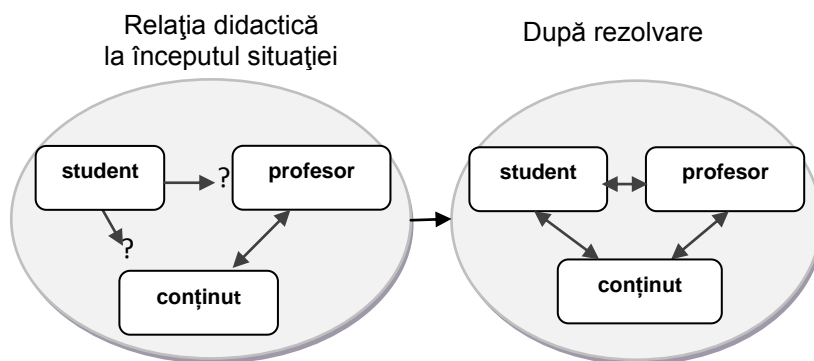 Relaţia didactică
la începutul situaţiei
După rezolvare
student
?
profesor
?
conținut
student
profesor
conținut